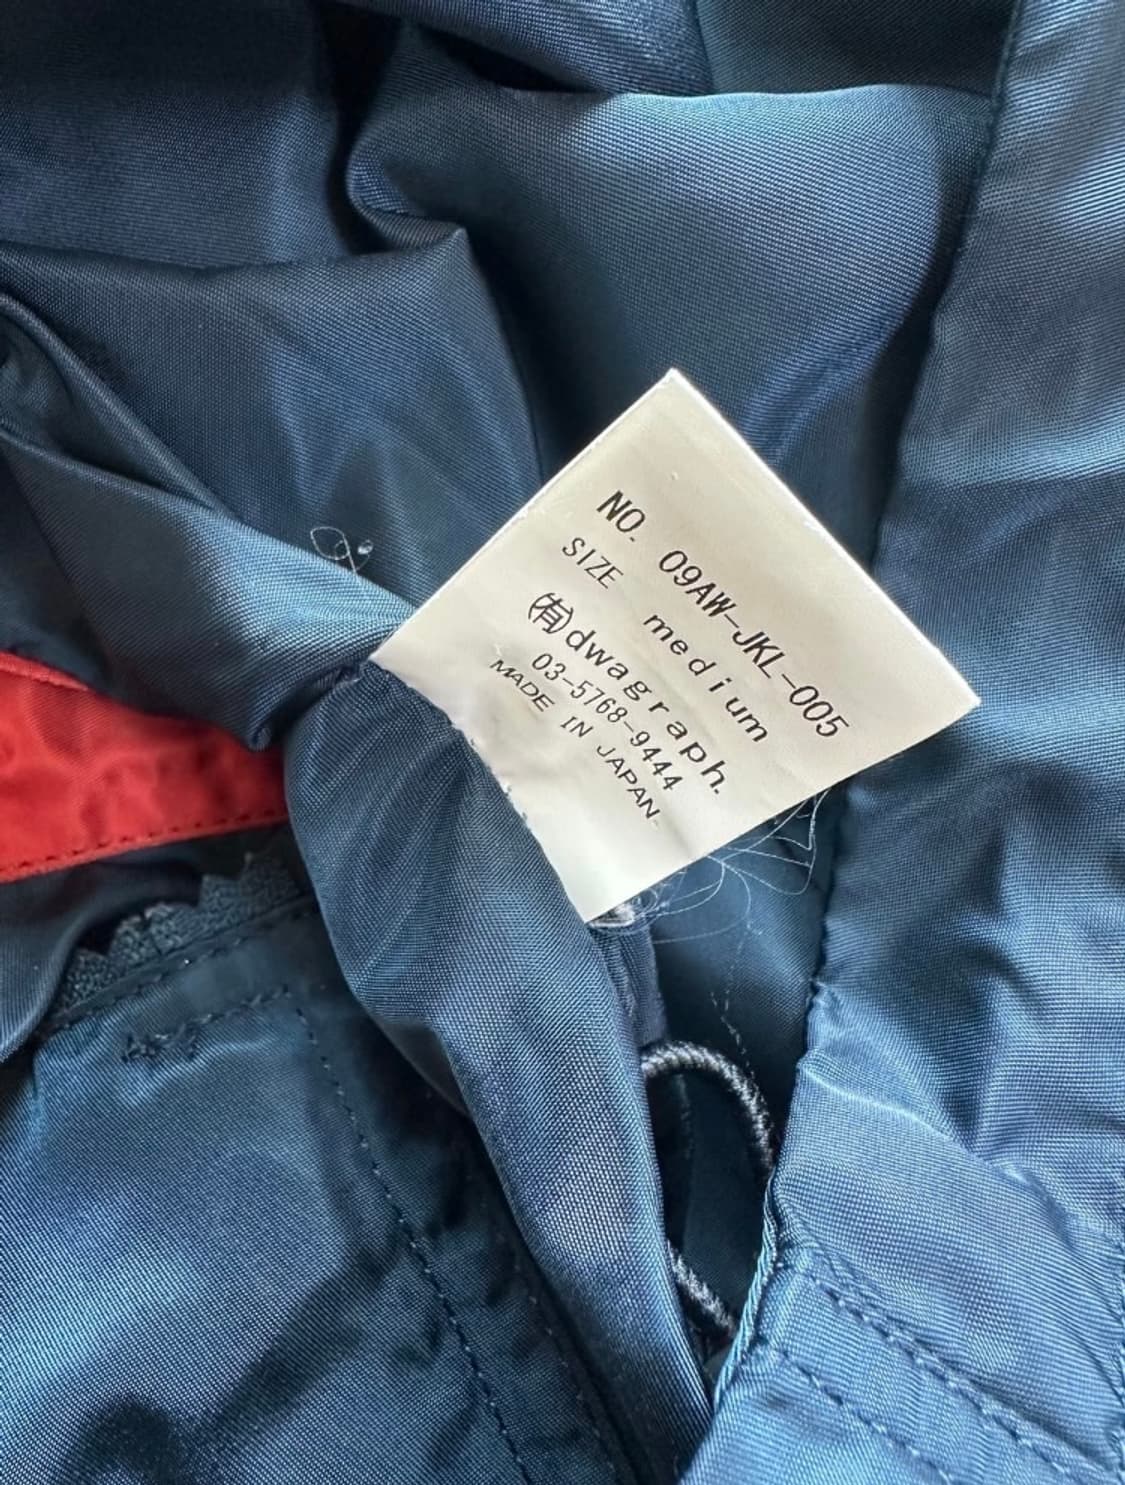 NO. 09AW-JKL-005
SIZE medium
(有)dwagraph.
03-5768-9444
MADE IN JAPAN